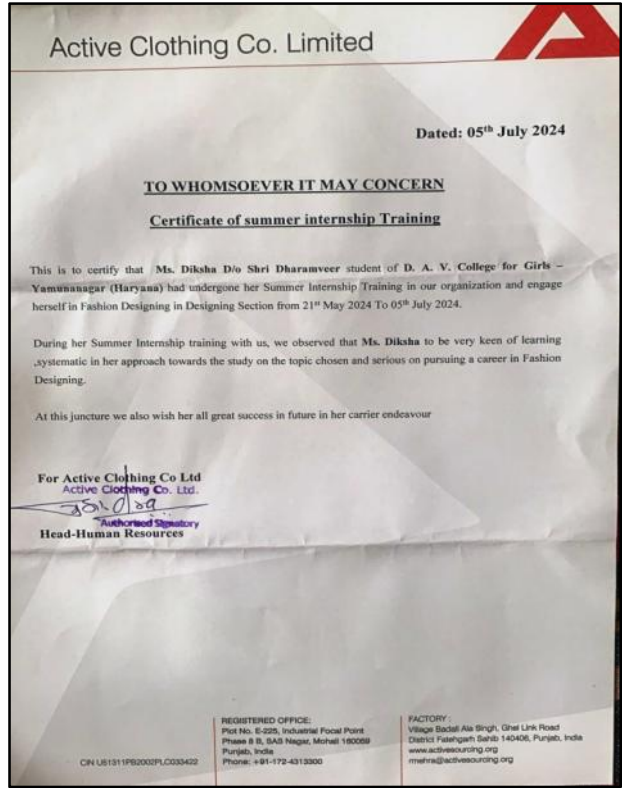 Active Clothing Co. Limited
Dated: 05th July 2024
TO WHOMSOEVER IT MAY CONCERN
Certificate of summer internship Training
This is to certify that Ms. Diksha D/o Shri Dharamveer student of D. A. V. College for Girls –
Yamunanagar (Haryana) had undergone her Summer Internship Training in our organization and engage
herself in Fashion Designing in Designing Section from 21st May 2024 To 05th July 2024.
During her Summer Internship training with us, we observed that Ms. Diksha to be very keen of learning
,systematic in her approach towards the study on the topic chosen and serious on pursuing a career in Fashion
Designing.
At this juncture we also wish her all great success in future in her carrier endeavour
For Active Clothing Co Ltd
Active Clothing Co. Ltd.
Authorised Signatory
Head-Human Resources
CIN U51311PB2002PLC033422
REGISTERED OFFICE:
Plot No. E-225, Industrial Focal Point
Phase 8 B, SAS Nagar, Mohali 160059
Punjab, India
Phone: +91-172-4313300
FACTORY :
Village Badali Ala Singh, Ghel Link Road
District Fatehgarh Sahib 140406, Punjab, India
www.activesourcing.org
rmehra@activesourcing.org